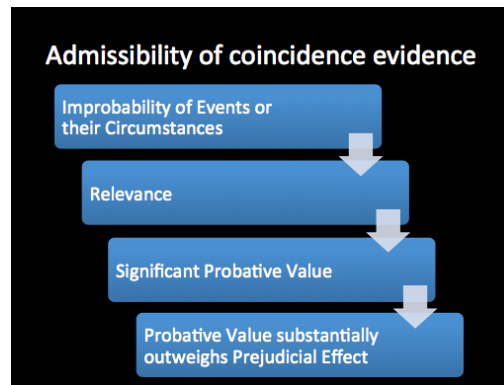 Admissibility of coincidence evidence
Improbability of Events or
their Circumstances
Relevance
Significant Probative Value
Probative Value substantially
outweighs Prejudicial Effect